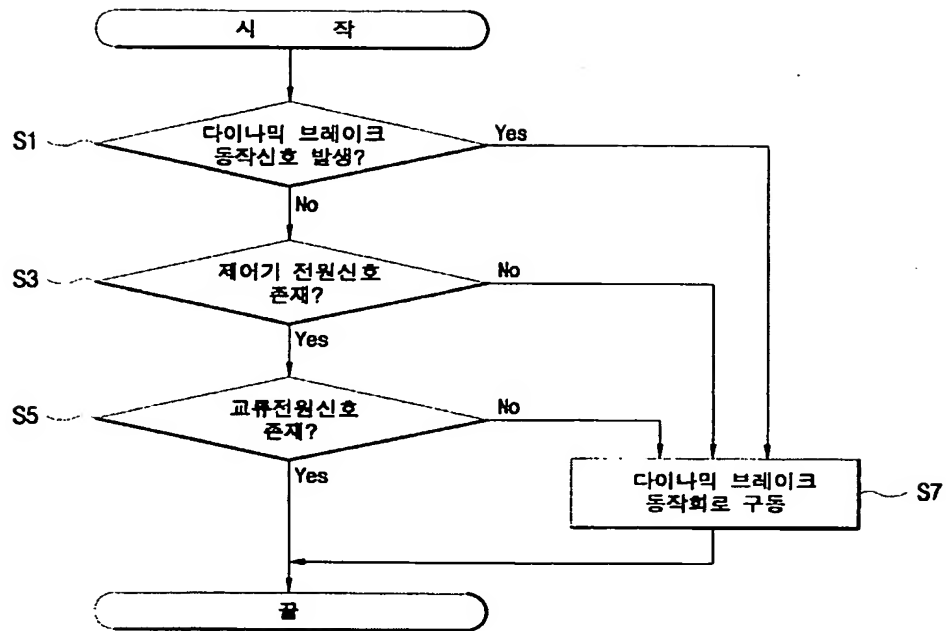 시 작
S1
다이나믹 브레이크
동작신호 발생?
Yes
No
S3
제어기 전원신호
존재?
No
Yes
S5
교류전원신호
존재?
No
Yes
다이나믹 브레이크
동작회로 구동
S7
끝